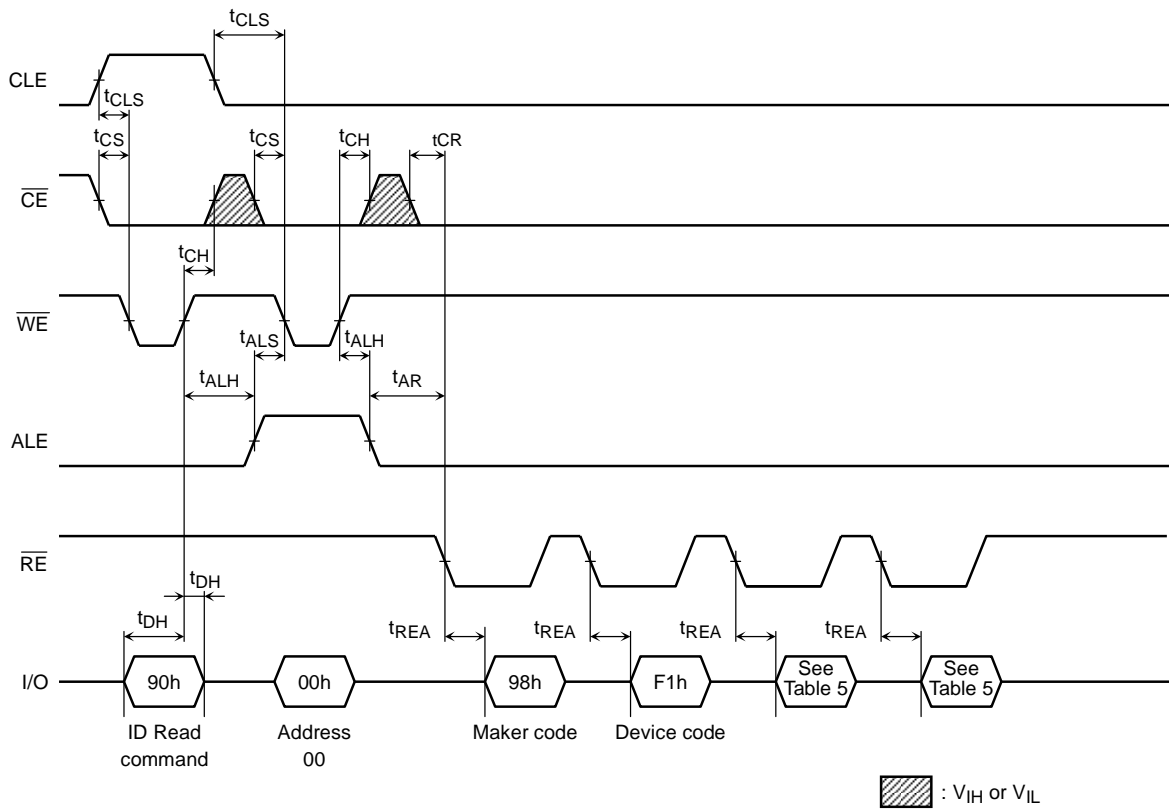 tCLS
CLE
tCLS
tCS
tCS
tCH
tCR
CE
tCH
WE
tALS
tALH
tALH
tAR
ALE
RE
tDH
tDH
tREA
tREA
tREA
tREA
I/O
90h
00h
98h
F1h
See
Table 5
See
Table 5
ID Read
command
Address
00
Maker code
Device code
: VIH or VIL